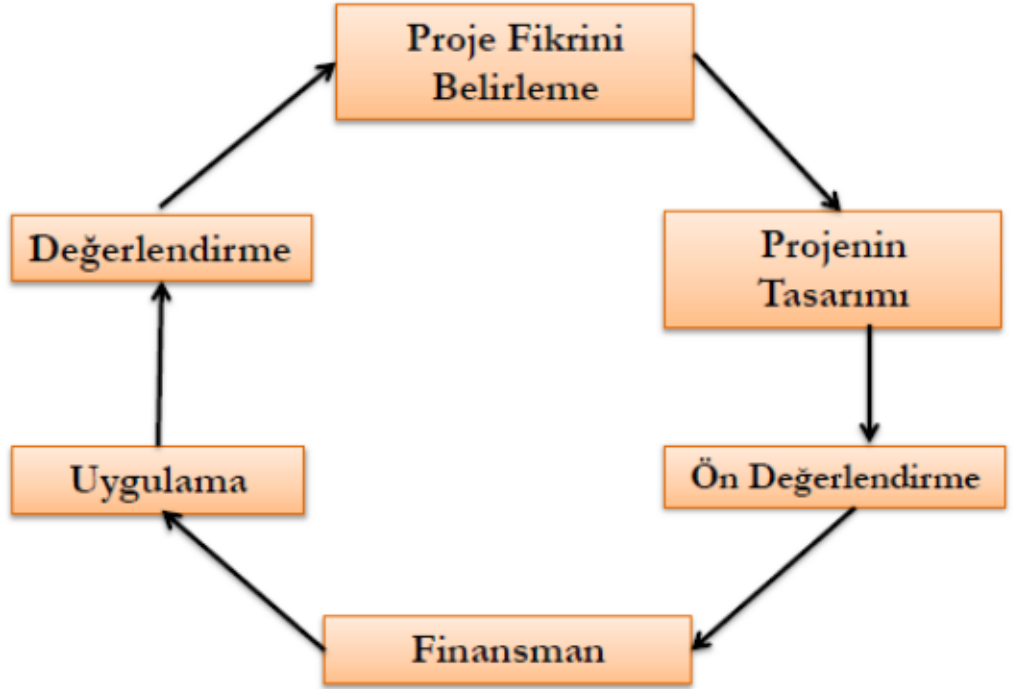 Proje Fikrini
Belirleme
Projenin
Tasarımı
Ön Değerlendirme
Finansman
Uygulama
Değerlendirme